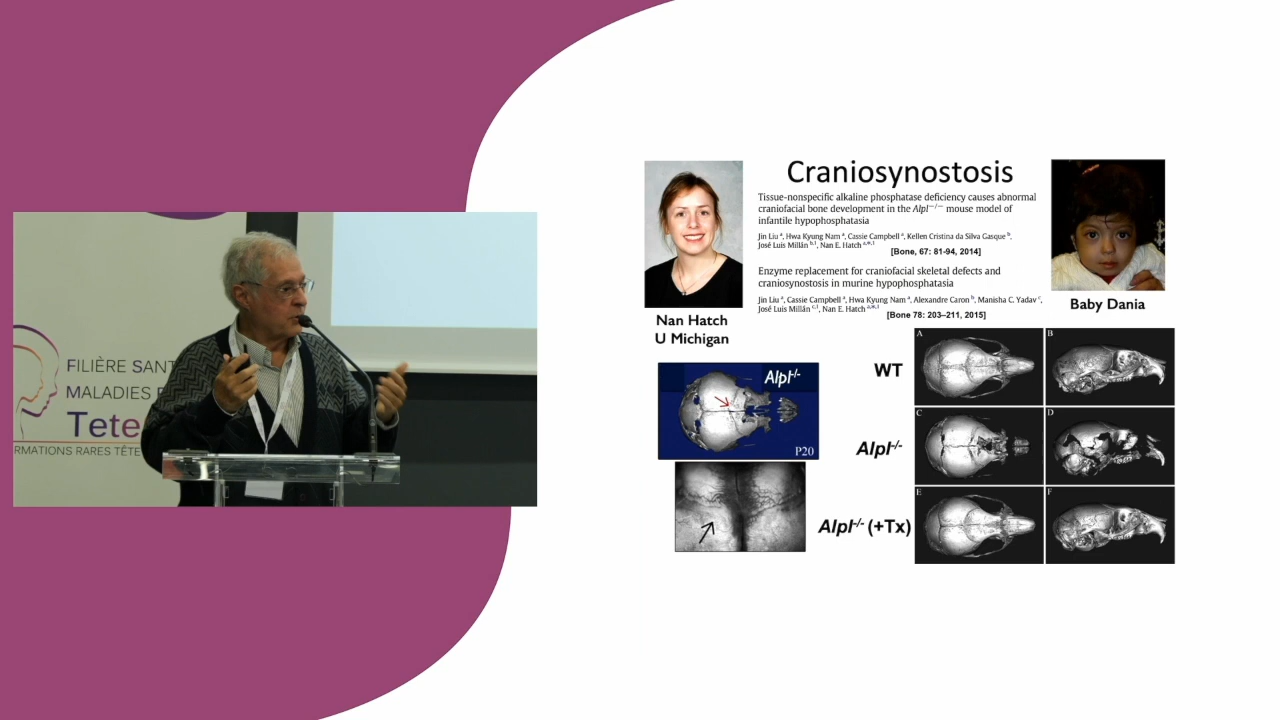 FILIÈRE SANT
MALADIES
Tete
RMATIONS RARES TÊTE
Craniosynostosis
Tissue-nonspecific alkaline phosphatase deficiency causes abnormal
craniofacial bone development in the Alpl−/− mouse model of
infantile hypophosphatasia
Jin Liu a, Hwa Kyung Nam a, Cassie Campbell a, Kellen Cristina da Silva Gasque b,
José Luis Millán b,1, Nan E. Hatch a,*,1
[Bone, 67: 81-94, 2014]
Enzyme replacement for craniofacial skeletal defects and
craniosynostosis in murine hypophosphatasia
Jin Liu a, Cassie Campbell a, Hwa Kyung Nam a, Alexandre Caron b, Manisha C. Yadav c,
José Luis Millán c,1, Nan E. Hatch a,*,1
[Bone 78: 203–211, 2015]
Nan Hatch
U Michigan
Baby Dania
Alpl-/-
P20
WT
A
B
Alpl-/-
C
D
Alpl-/- (+Tx)
E
F